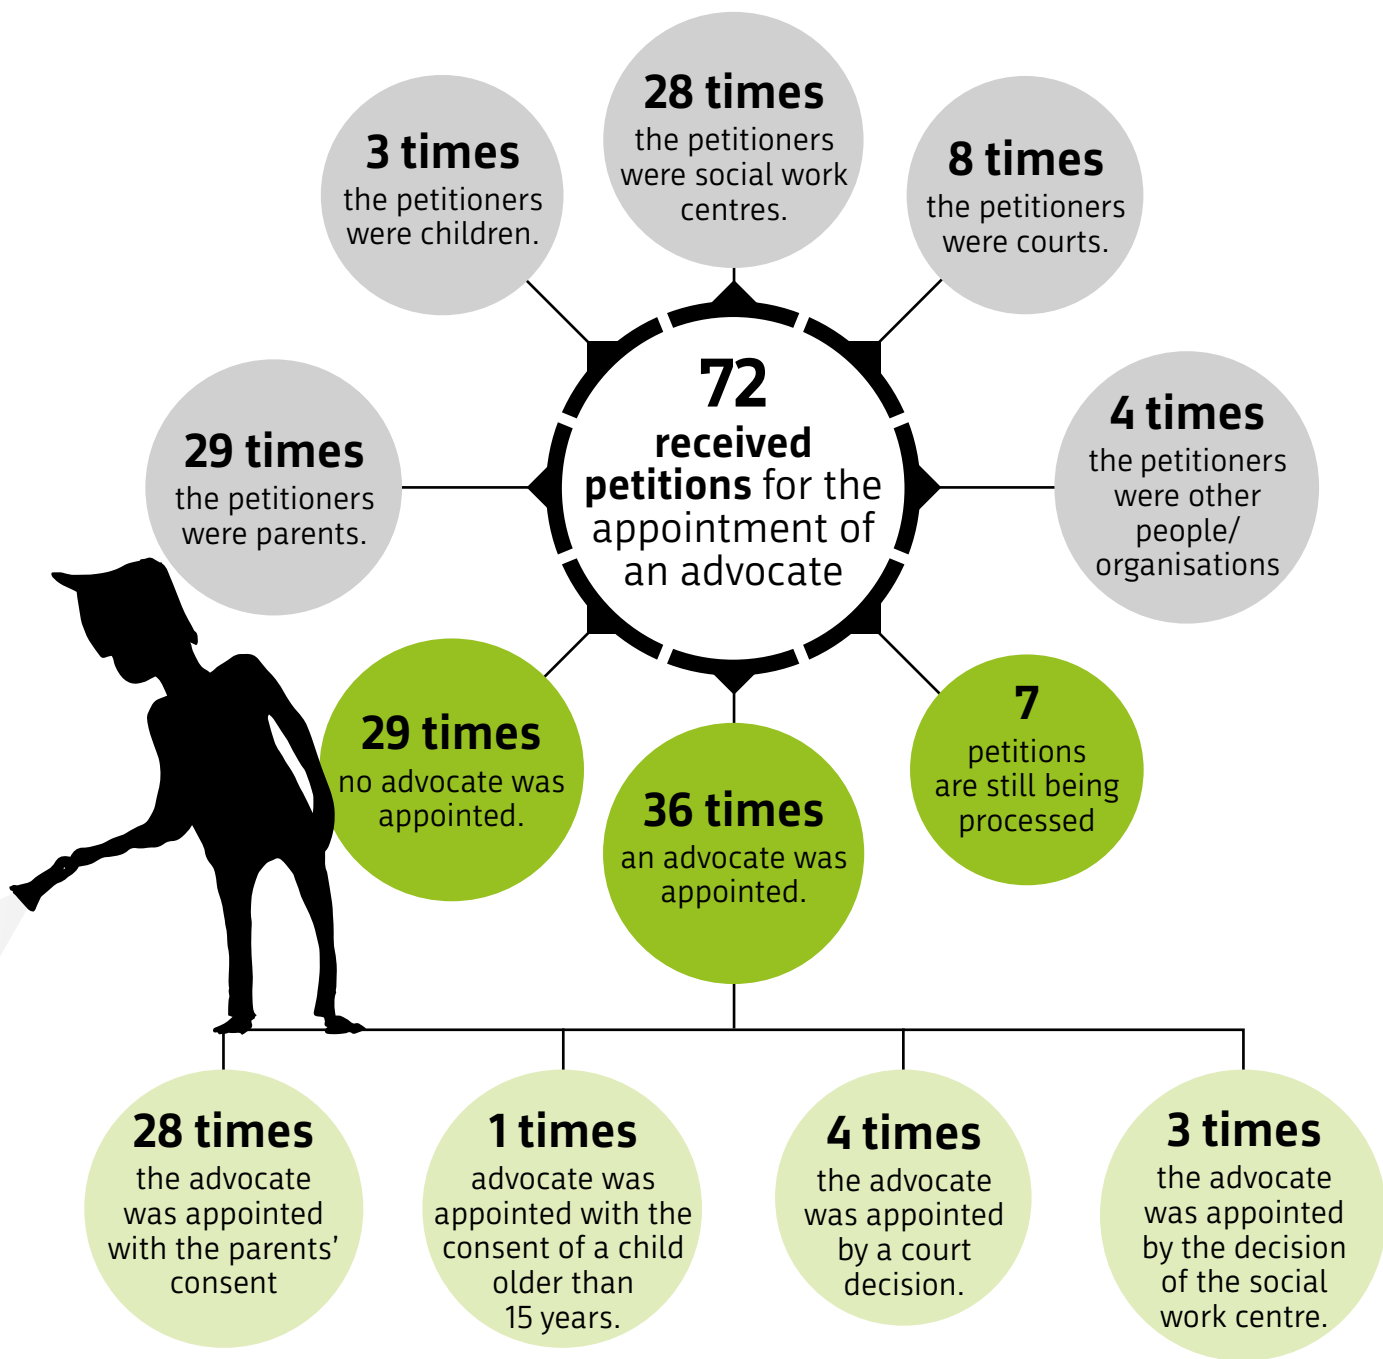 28 times
the petitioners
were social work
centres.
3 times
the petitioners
were children.
8 times
the petitioners
were courts.
29 times
the petitioners
were parents.
72
received
petitions for the
appointment of
an advocate
4 times
the petitioners
were other
people/
organisations
29 times
no advocate was
appointed.
36 times
an advocate was
appointed.
7
petitions
are still being
processed
28 times
the advocate
was appointed
with the parents'
consent
1 times
advocate was
appointed with the
consent of a child
older than
15 years.
4 times
the advocate
was appointed
by a court
decision.
3 times
the advocate
was appointed
by the decision
of the social
work centre.